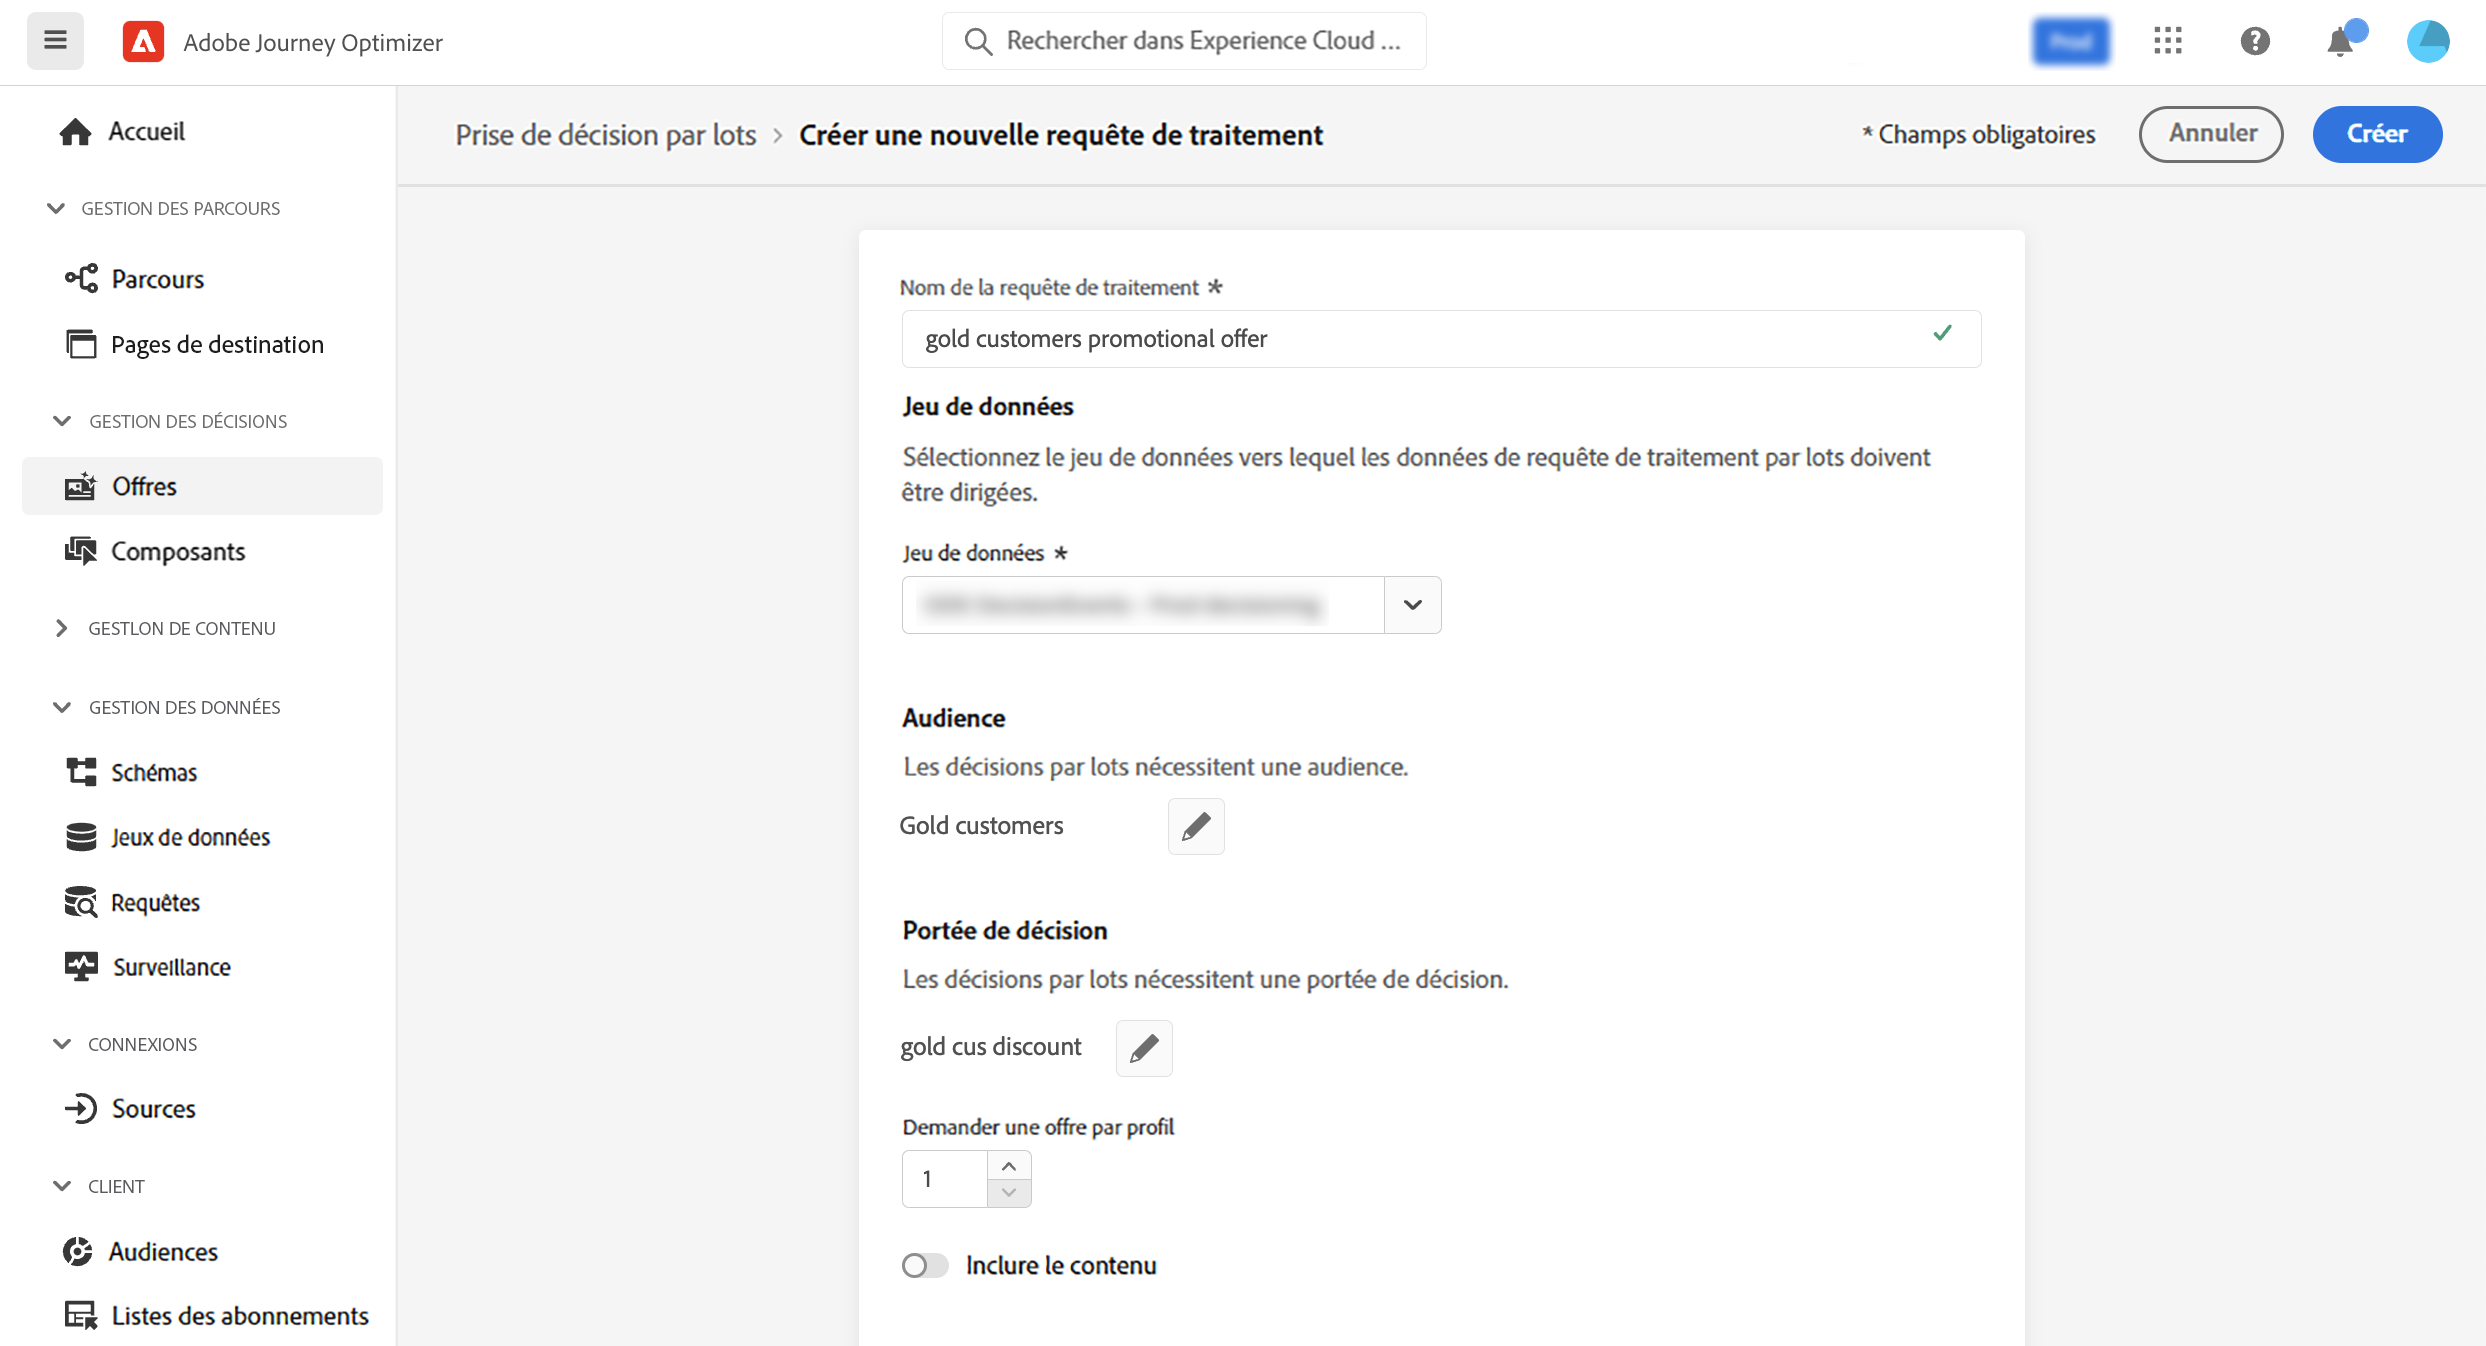 Adobe Journey Optimizer
Rechercher dans Experience Cloud ...
Prod
Accueil
GESTION DES PARCOURS
Parcours
Pages de destination
GESTION DES DÉCISIONS
Offres
Composants
GESTLON DE CONTENU
GESTION DES DONNÉES
Schémas
Jeux de données
Requêtes
Surveillance
CONNEXIONS
Sources
CLIENT
Audiences
Listes des abonnements
Prise de décision par lots > Créer une nouvelle requête de traitement
* Champs obligatoires
Annuler
Créer
Nom de la requête de traitement *
gold customers promotional offer
Jeu de données
Sélectionnez le jeu de données vers lequel les données de requête de traitement par lots doivent
être dirigées.
Jeu de données *
Audience
Les décisions par lots nécessitent une audience.
Gold customers
Portée de décision
Les décisions par lots nécessitent une portée de décision.
gold cus discount
Demander une offre par profil
1
Inclure le contenu